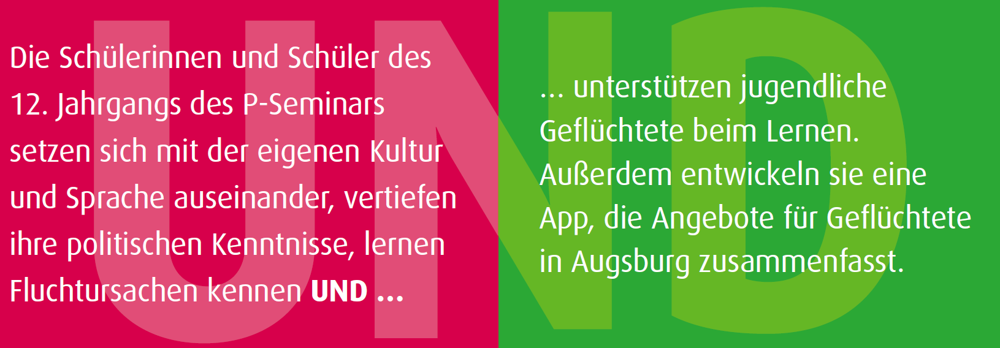 Die Schülerinnen und Schüler des
12. Jahrgangs des P-Seminars
setzen sich mit der eigenen Kultur
und Sprache auseinander, vertiefen
ihre politischen Kenntnisse, lernen
Fluchtursachen kennen UND ...
... unterstützen jugendliche
Geflüchtete beim Lernen.
Außerdem entwickeln sie eine
App, die Angebote für Geflüchtete
in Augsburg zusammenfasst.
UND